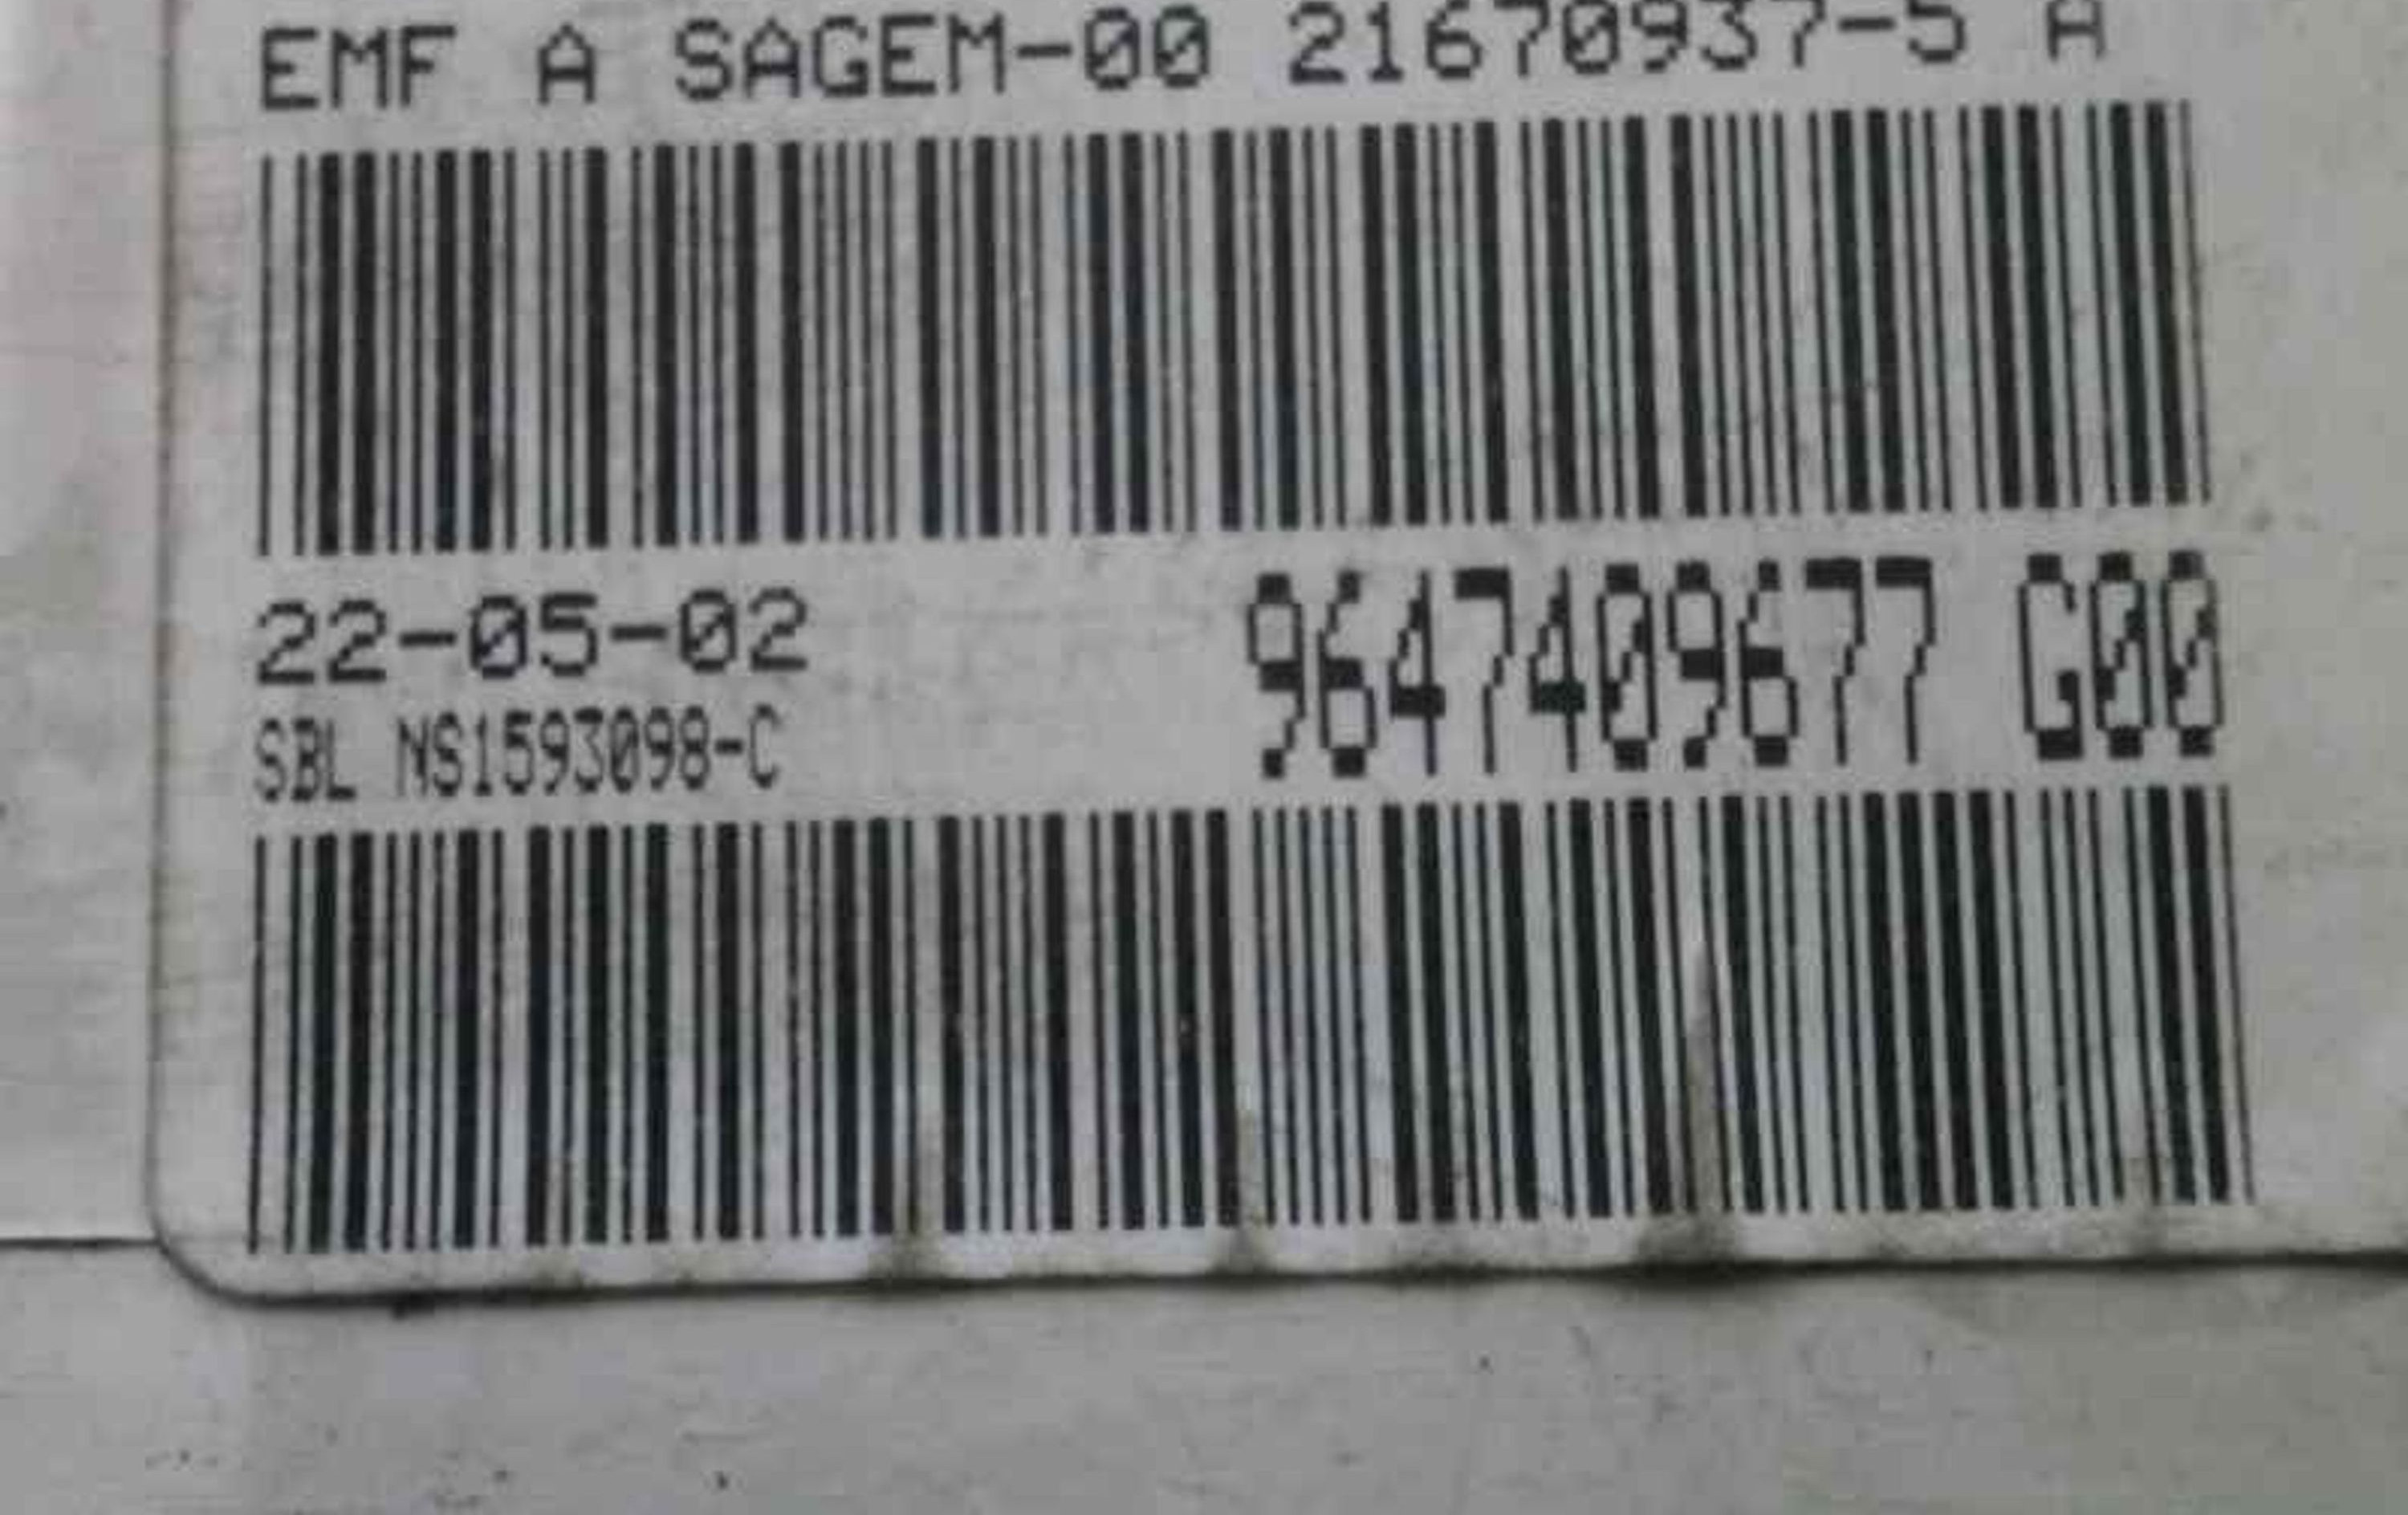 EMF A SAGEM-00 21670937-5 A
22-05-02
9647409677 G00
SBL NS1593098-C